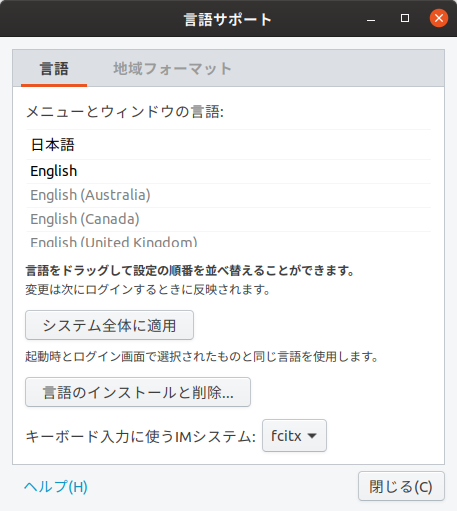 言語サポート
言語 地域フォーマット
メニューとウィンドウの言語:
日本語
English
English (Australia)
English (Canada)
English (United Kingdom)
言語をドラッグして設定の順番を並べ替えることができます。
変更は次にログインするときに反映されます。
システム全体に適用
起動時とログイン画面で選択されたものと同じ言語を使用します。
言語のインストールと削除...
キーボード入力に使うIMシステム: fcitx
ヘルプ(H) 閉じる(C)